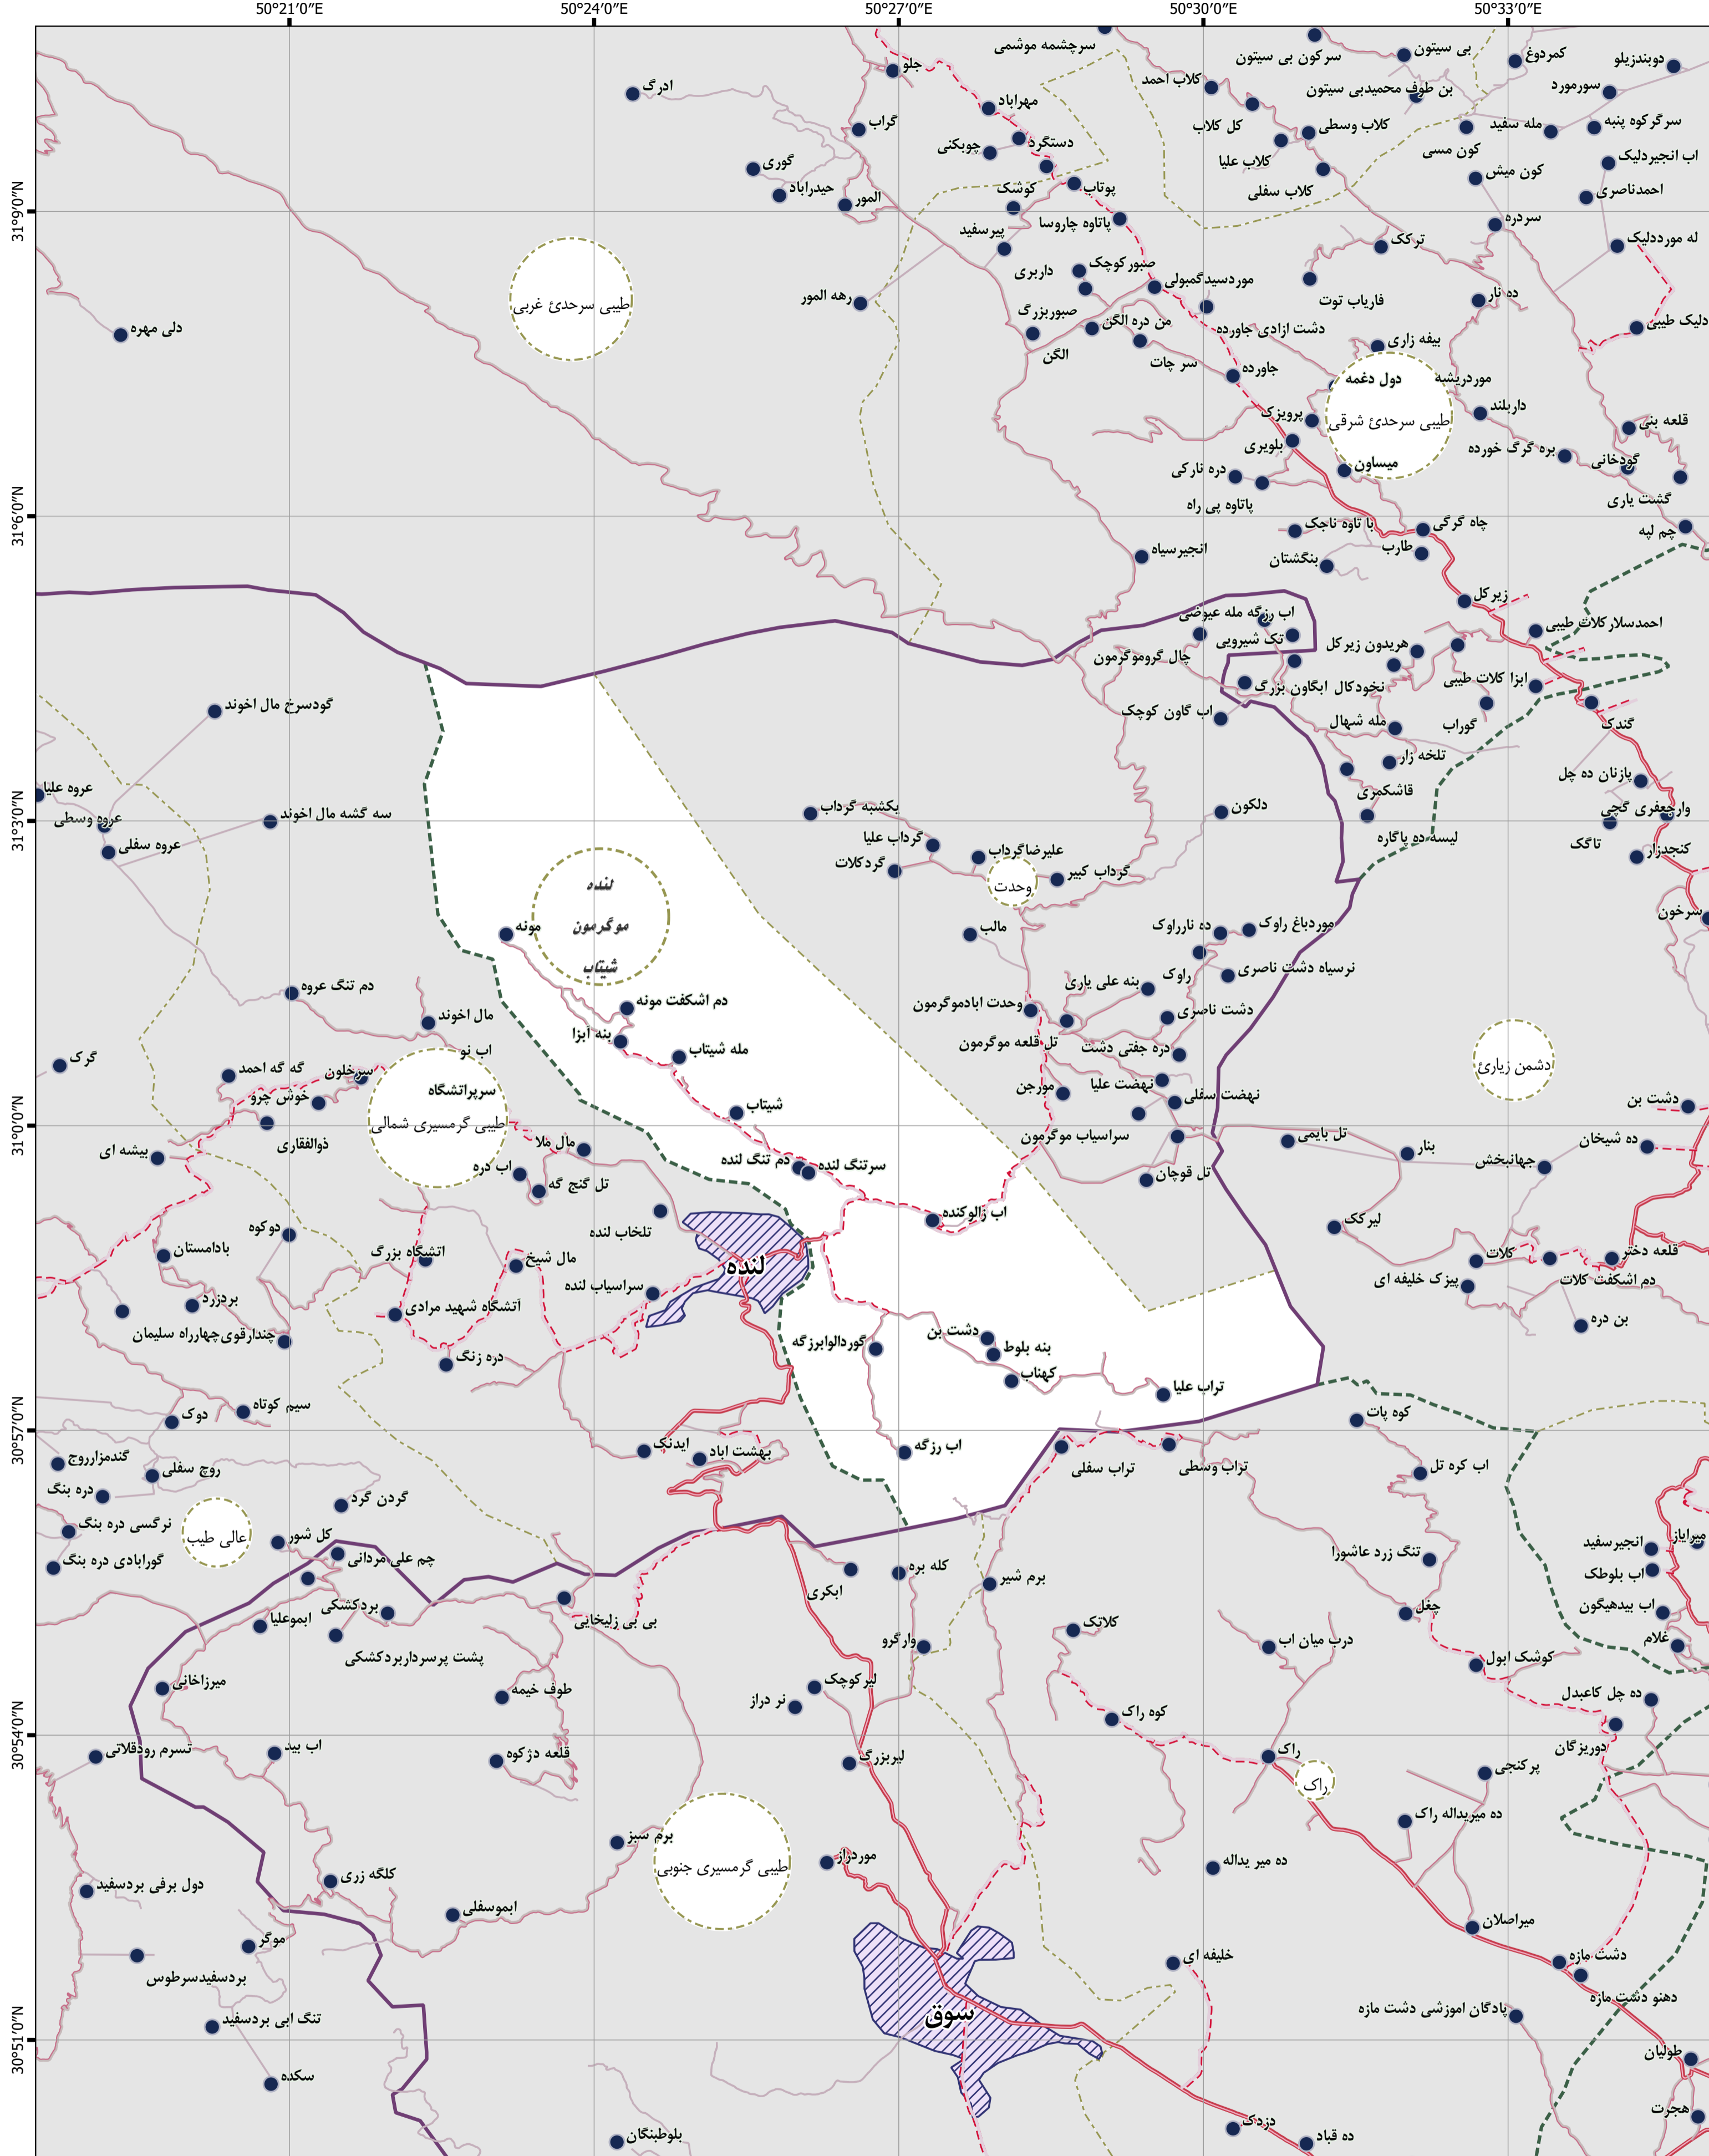 50°21′0″E
50°24′0″E
50°27′0″E
50°30′0″E
50°33′0″E
31°9′0″N
31°6′0″N
31°3′0″N
31°0′0″N
30°57′0″N
30°54′0″N
30°51′0″N
سرچشمه موشمی
سرکون بی سیتون
بی سیتون
کمردوغ
دوبندزیلو
جلو
ادرگ
کلاب احمد
بن طوف محمیدبی سیتون
سورمورد
مهراباد
گراب
کل کلاب
کلاب وسطی
مله سفید
سرگرکوه پنبه
دستگرد
چوبکنی
کون مسی
گوری
کلاب علیا
اب انجیردلیک
کون میش
حیدراباد
المور
کوشک
پوتاب
کلاب سفلی
احمدناصری
پیرسفید
پاتاوه چاروسا
سردره
ترکک
له مورددلیک
داربری
صبورکوچک
موردسیدگمبولی
فاریاب توت
ده نار
طیبی سرحدئ غربی
رهه المور
صبوربزرگ
من دره الگن
دشت ازادی جاورده
دلیک طیبی
دلی مهره
الگن
سر چات
بیفه زاری
جاورده
دول دغمه
موردریشه
پرویزک
طیبی سرحدئ شرقی
داربلند
قلعه بنی
بلوبری
بره گرگ خورده
دره نارکی
میساون
گودخانی
پاتاوه پی راه
گشت یاری
با تاوه ناجک
چاه گرگی
چم لپه
انجیرسیاه
بنگشتان
طارب
زیرکل
اب رزگه مله عیوضی
احمدسلارکلات طیبی
تک شیرویی
هریدون زیرکل
چال گروموگرمون
نخودکال ابگاون بزرگ
ابزا کلات طیبی
گودسرخ مال اخوند
اب گاون کوچک
مله شهال
گوراب
گندک
تلخه زار
پازنان ده چل
عروه علیا
قاشکمری
یکشبه گرداب
دلکون
وارجعفری گچی
عروه وسطی
سه گشه مال اخوند
لیسه ده پاگاره
عروه سفلی
گرداب علیا
علیرضاگرداب
تاگک
کنجدزار
گردکلات
گرداب کبیر
وحدت
لنده
موگرمون
شیتاب
مونه
مالب
ده نارراوک
موردباغ راوک
سرخون
راوک
نرسیاه دشت ناصری
دم تنگ عروه
دم اشکفت مونه
بنه علی یاری
وحدت ابادموگرمون
دشت ناصری
مال اخوند
بنه ابزا
تل قلعه موگرمون
دره جفتی دشت
اب نو
مله شیتاب
گرک
دشمن زیارئ
که گه احمد
سرخلون
سرپراتشگاه
مورجن
نهضت علیا
نهضت سفلی
خوش چرو
شیتاب
دشت بن
طیبی گرمسیری شمالی
ذوالفقاری
مال ملا
سراسیاب موگرمون
تل بایمی
بنار
ده شیخان
بیشه ای
اب دره
دم تنگ لنده
سرتنگ لنده
جهانبخش
تل گنج گه
تل قوچان
اب زالوکنده
لیرکک
دوکوه
تلخاب لنده
بادامستان
اتشگاه بزرگ
مال شیخ
لنده
کلات
قلعه دختر
سراسیاب لنده
پیزک خلیفه ای
دم اشکفت کلات
بردزرد
آتشگاه شهید مرادی
چندارقوی چهارراه سلیمان
گوردالوابرزگه
دشت بن
بنه بلوط
بن دره
دره زنگ
کهناب
تراب علیا
سیم کوتاه
دوک
کوه پات
گندمزارروچ
ایدنک
بهشت اباد
اب رزگه
تراب سفلی
تراب وسطی
اب کره تل
روچ سفلی
دره بنگ
گردن گرد
نرگسی دره بنگ
عالی طیب
کل شور
تنگ زرد عاشورا
انجیرسفید
میراباز
گورابادی دره بنگ
چم علی مردانی
کله بره
ابکری
برم شیر
اب بلوطک
بردکشکی
بی بی زلیخایی
چغل
اب بیدهیگون
ابموعلیا
کلاتک
وارگرو
درب میان اب
غلام
پشت پرسرداربردکشکی
کوشک ابول
میرزاخانی
طوف خیمه
لیرکوچک
نر دراز
کوه راک
ده چل کاعبدل
تسرم رودقلاتی
اب بید
قلعه دژکوه
لیربزرگ
راک
راک
دوریزگان
پرکنجی
برم سبز
ده میریداله راک
موردراز
طیبی گرمسیری جنوبی
ده میر یداله
دول برفی بردسفید
کلگه زری
ابموسفلی
میراصلان
موگر
خلیفه ای
دشت مازه
بردسفیدسرطوس
دهنو دشت مازه
سوق
پادگان اموزشی دشت مازه
تنگ ابی بردسفید
طولیان
سکده
هجرت
بلوطبنگان
دزدک
ده قباد